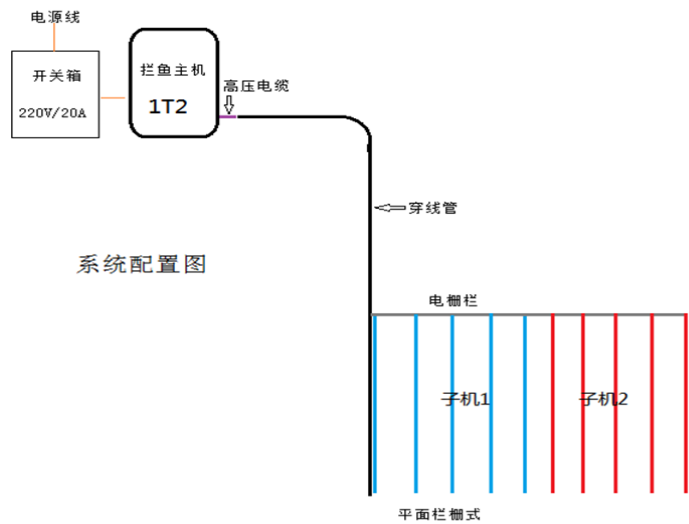 电源线
开关箱
220V/20A
拦鱼主机
1T2
高压电缆
穿线管
系统配置图
电栅栏
子机1
子机2
平面栏栅式